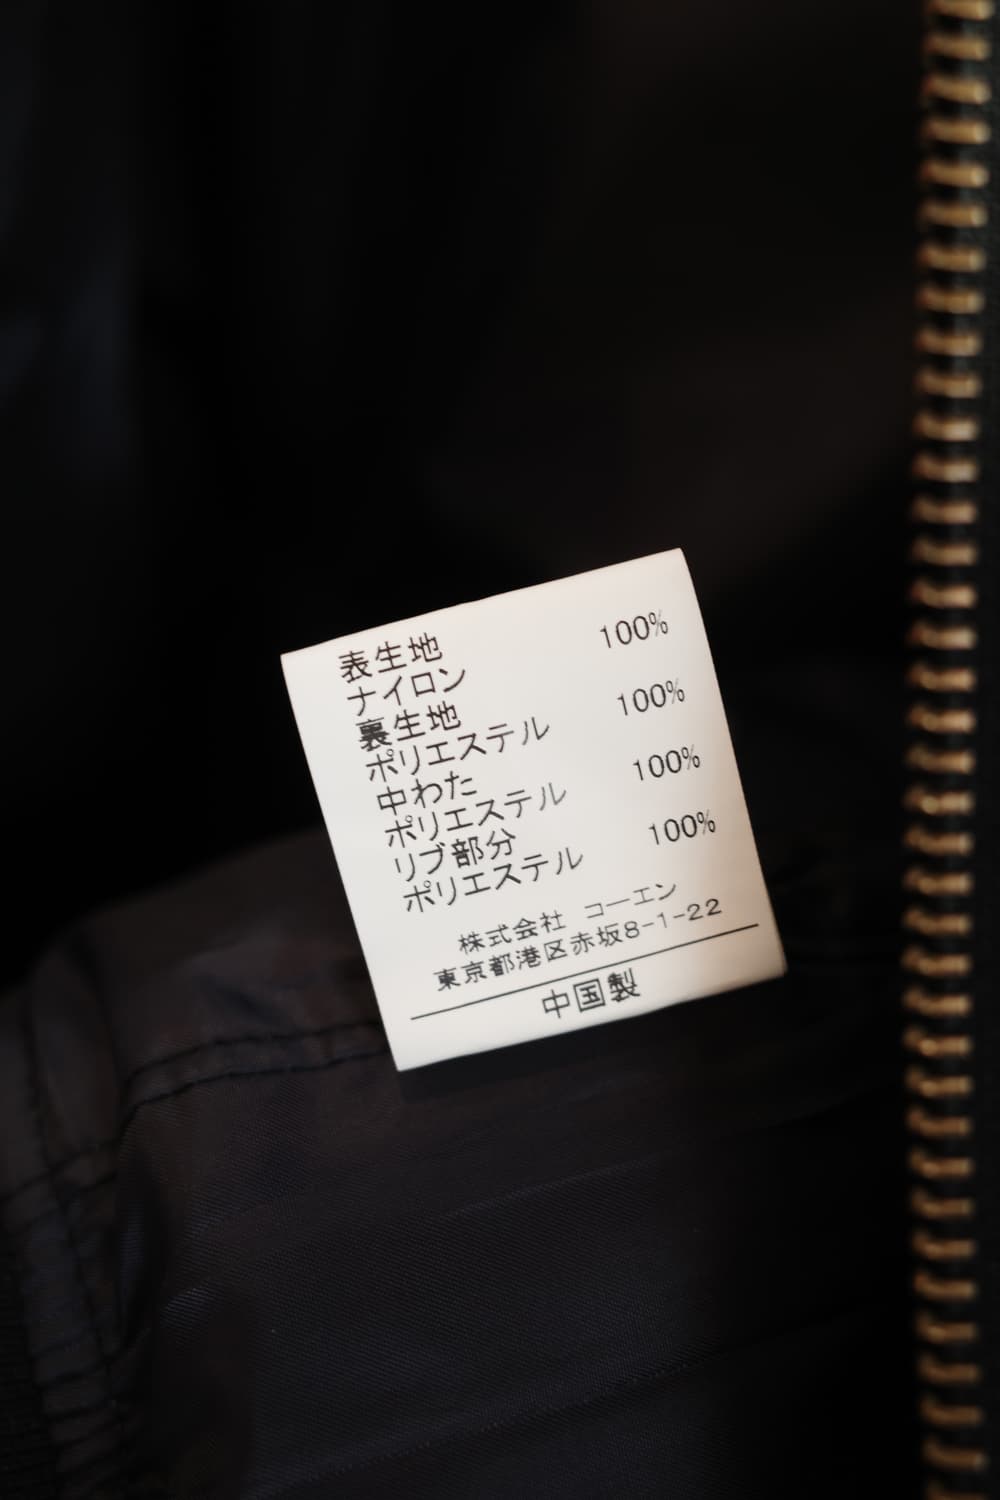 表生地
ナイロン 100%
裏生地
ポリエステル 100%
中わた
ポリエステル 100%
リブ部分
ポリエステル 100%
株式会社 コーエン
東京都港区赤坂8-1-22
中国製